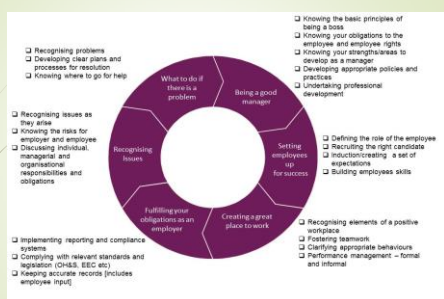 ❑ Knowing the basic principles of
being a boss
❑ Knowing your obligations to the
employee and employee rights
❑ Knowing your strengths/areas to
develop as a manager
❑ Developing appropriate policies and
practices
❑ Undertaking professional
development
❑ Recognising problems
❑ Developing clear plans and
processes for resolution
❑ Knowing where to go for help
What to do if
there is a
problem
Being a good
manager
❑ Recognising issues as
they arise
❑ Knowing the risks for
employer and employee
❑ Discussing individual,
managerial and
organisational
responsibilities and
obligations
Recognising
issues
Setting
employees
up
for success
❑ Defining the role of the employee
❑ Recruiting the right candidate
❑ Induction/creating a set of
expectations
❑ Building employees skills
Fulfilling your
obligations as an
employer
Creating a great
place to work
❑ Implementing reporting and compliance
systems
❑ Complying with relevant standards and
legislation (OH&S, EEC etc)
❑ Keeping accurate records [includes
employee input]
❑ Recognising elements of a positive
workplace
❑ Fostering teamwork
❑ Clarifying appropriate behaviours
❑ Performance management – formal
and informal